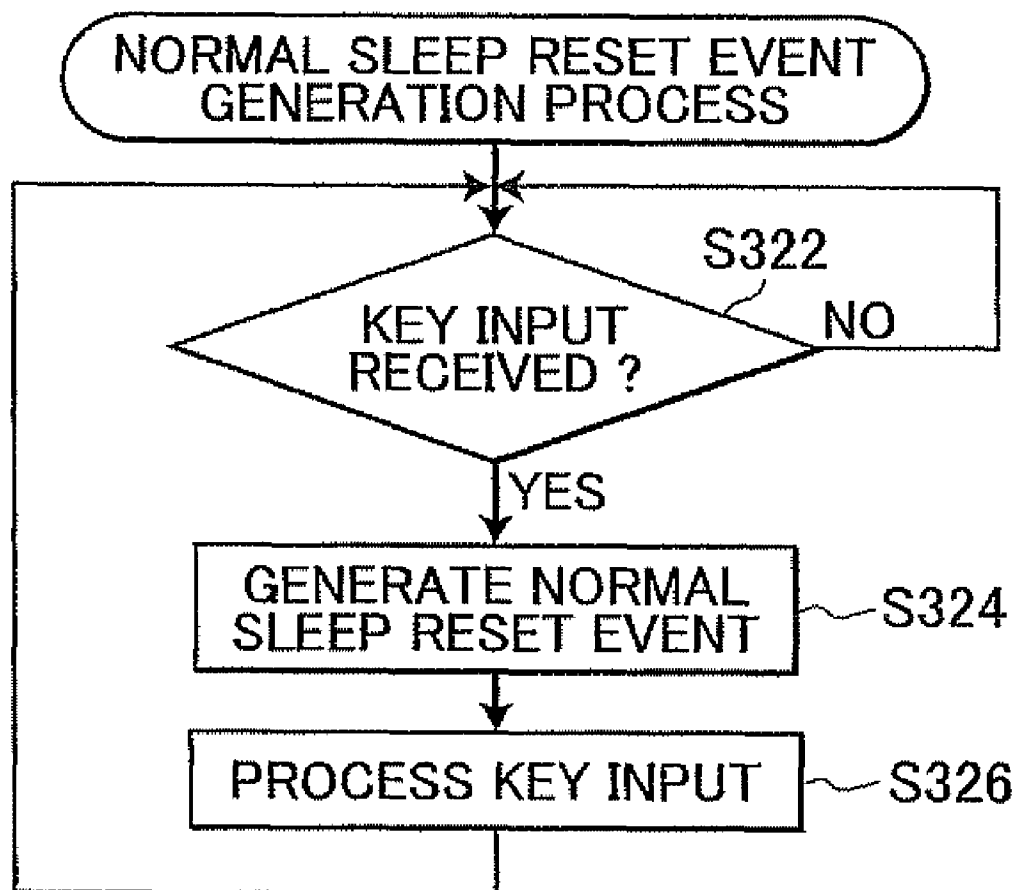 NORMAL SLEEP RESET EVENT
GENERATION PROCESS
S322
KEY INPUT
RECEIVED ?
NO
YES
GENERATE NORMAL
SLEEP RESET EVENT
S324
PROCESS KEY INPUT
S326